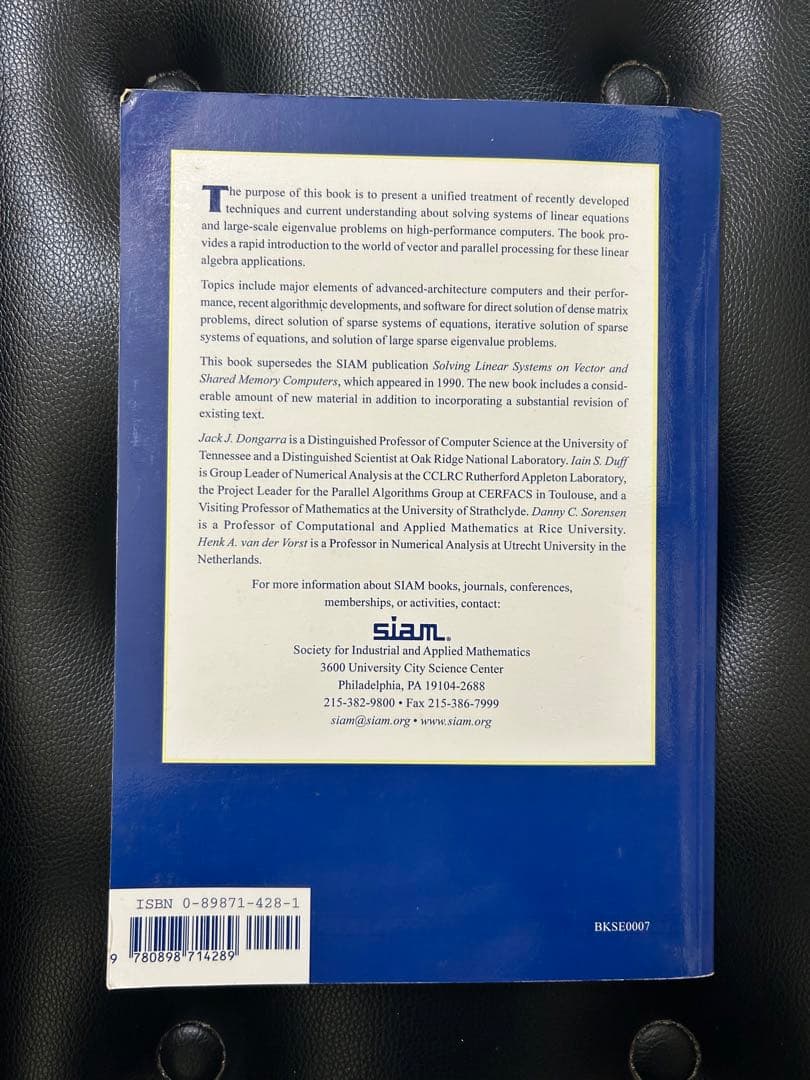 The purpose of this book is to present a unified treatment of recently developed
techniques and current understanding about solving systems of linear equations
and large-scale eigenvalue problems on high-performance computers. The book pro-
vides a rapid introduction to the world of vector and parallel processing for these linear
algebra applications.
Topics include major elements of advanced-architecture computers and their perfor-
mance, recent algorithmic developments, and software for direct solution of dense matrix
problems, direct solution of sparse systems of equations, iterative solution of sparse
systems of equations, and solution of large sparse eigenvalue problems.
This book supersedes the SIAM publication Solving Linear Systems on Vector and
Shared Memory Computers, which appeared in 1990. The new book includes a consid-
erable amount of new material in addition to incorporating a substantial revision of
existing text.
Jack J. Dongarra is a Distinguished Professor of Computer Science at the University of
Tennessee and a Distinguished Scientist at Oak Ridge National Laboratory. Iain S. Duff
is Group Leader of Numerical Analysis at the CCLRC Rutherford Appleton Laboratory,
the Project Leader for the Parallel Algorithms Group at CERFACS in Toulouse, and a
Visiting Professor of Mathematics at the University of Strathclyde. Danny C. Sorensen
is a Professor of Computational and Applied Mathematics at Rice University.
Henk A. van der Vorst is a Professor in Numerical Analysis at Utrecht University in the
Netherlands.
For more information about SIAM books, journals, conferences,
memberships, or activities, contact:
siam®
Society for Industrial and Applied Mathematics
3600 University City Science Center
Philadelphia, PA 19104-2688
215-382-9800 • Fax 215-386-7999
siam@siam.org • www.siam.org
ISBN 0-89871-428-1
9 780898 714289
BKSE0007